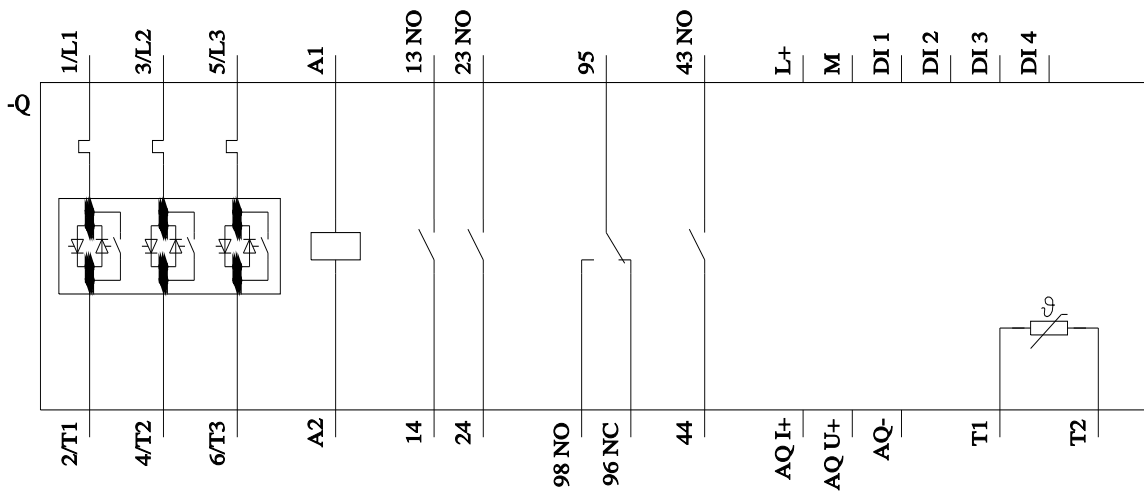 1/L1
3/L2
5/L3
A1
13 NO
23 NO
95
43 NO
L+
M
DI 1
DI 2
DI 3
DI 4
-Q
ϑ
2/T1
4/T2
6/T3
A2
14
24
98 NO
96 NC
44
AQ I+
AQ U+
AQ-
T1
T2